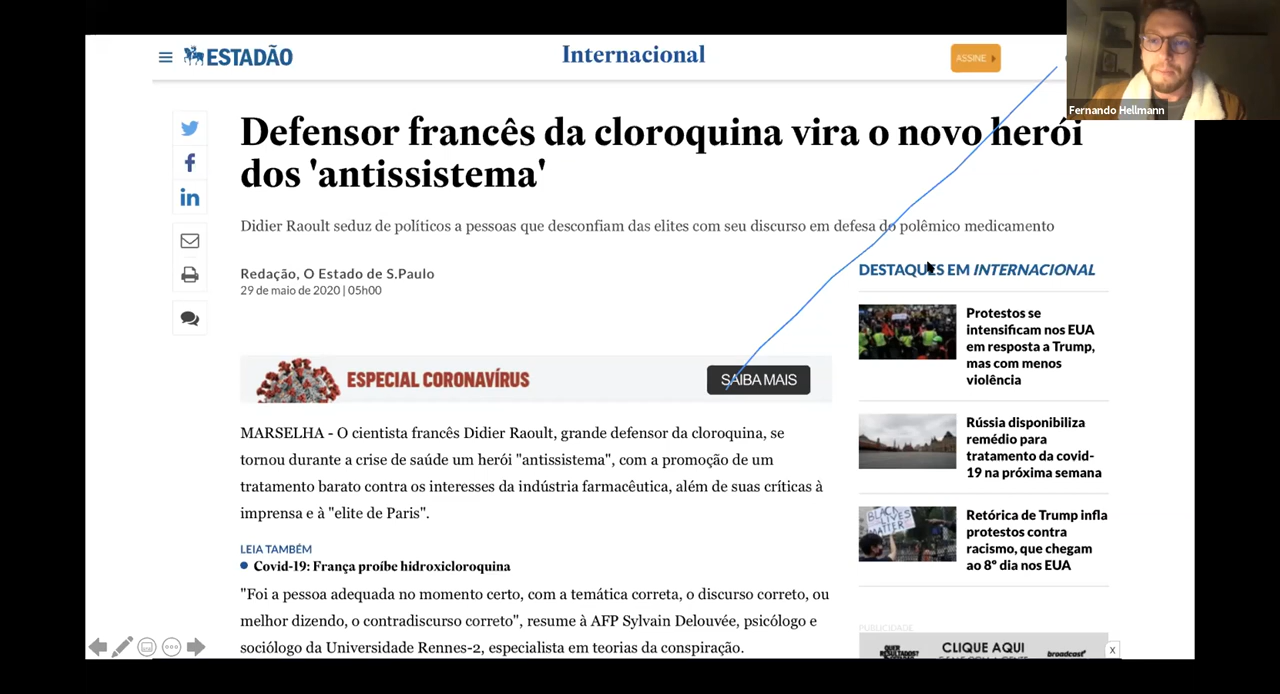 ESTADÃO
Internacional
ASSINE
Fernando Hellmann
Defensor francês da cloroquina vira o novo herói
dos 'antissistema'
Didier Raoult seduz de políticos a pessoas que desconfiam das elites com seu discurso em defesa do polêmico medicamento
Redação, O Estado de S.Paulo
29 de maio de 2020 | 05h00
ESPECIAL CORONAVÍRUS
SAIBA MAIS
MARSELHA - O cientista francês Didier Raoult, grande defensor da cloroquina, se
tornou durante a crise de saúde um herói "antissistema", com a promoção de um
tratamento barato contra os interesses da indústria farmacêutica, além de suas críticas à
imprensa e à "elite de Paris".
LEIA TAMBÉM
Covid-19: França proíbe hidroxicloroquina
"Foi a pessoa adequada no momento certo, com a temática correta, o discurso correto, ou
melhor dizendo, o contradiscurso correto", resume à AFP Sylvain Delouvée, psicólogo e
sociólogo da Universidade Rennes-2, especialista em teorias da conspiração.
DESTAQUES EM INTERNACIONAL
Protestos se
intensificam nos EUA
em resposta a Trump,
mas com menos
violência
Rússia disponibiliza
remédio para
tratamento da covid-
19 na próxima semana
BLACK
LIVES
MATTER
Retórica de Trump infla
protestos contra
racismo, que chegam
ao 8º dia nos EUA
PUBLICIDADE
CLIQUE AQUI
broadcast
X